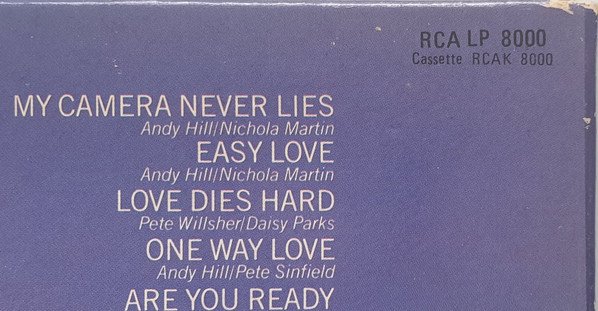 RCA LP 8000
Cassette RCAK 8000
MY CAMERA NEVER LIES
Andy Hill/Nichola Martin
EASY LOVE
Andy Hill/Nichola Martin
LOVE DIES HARD
Pete Willsher/Daisy Parks
ONE WAY LOVE
Andy Hill/Pete Sinfield
ARE YOU READY